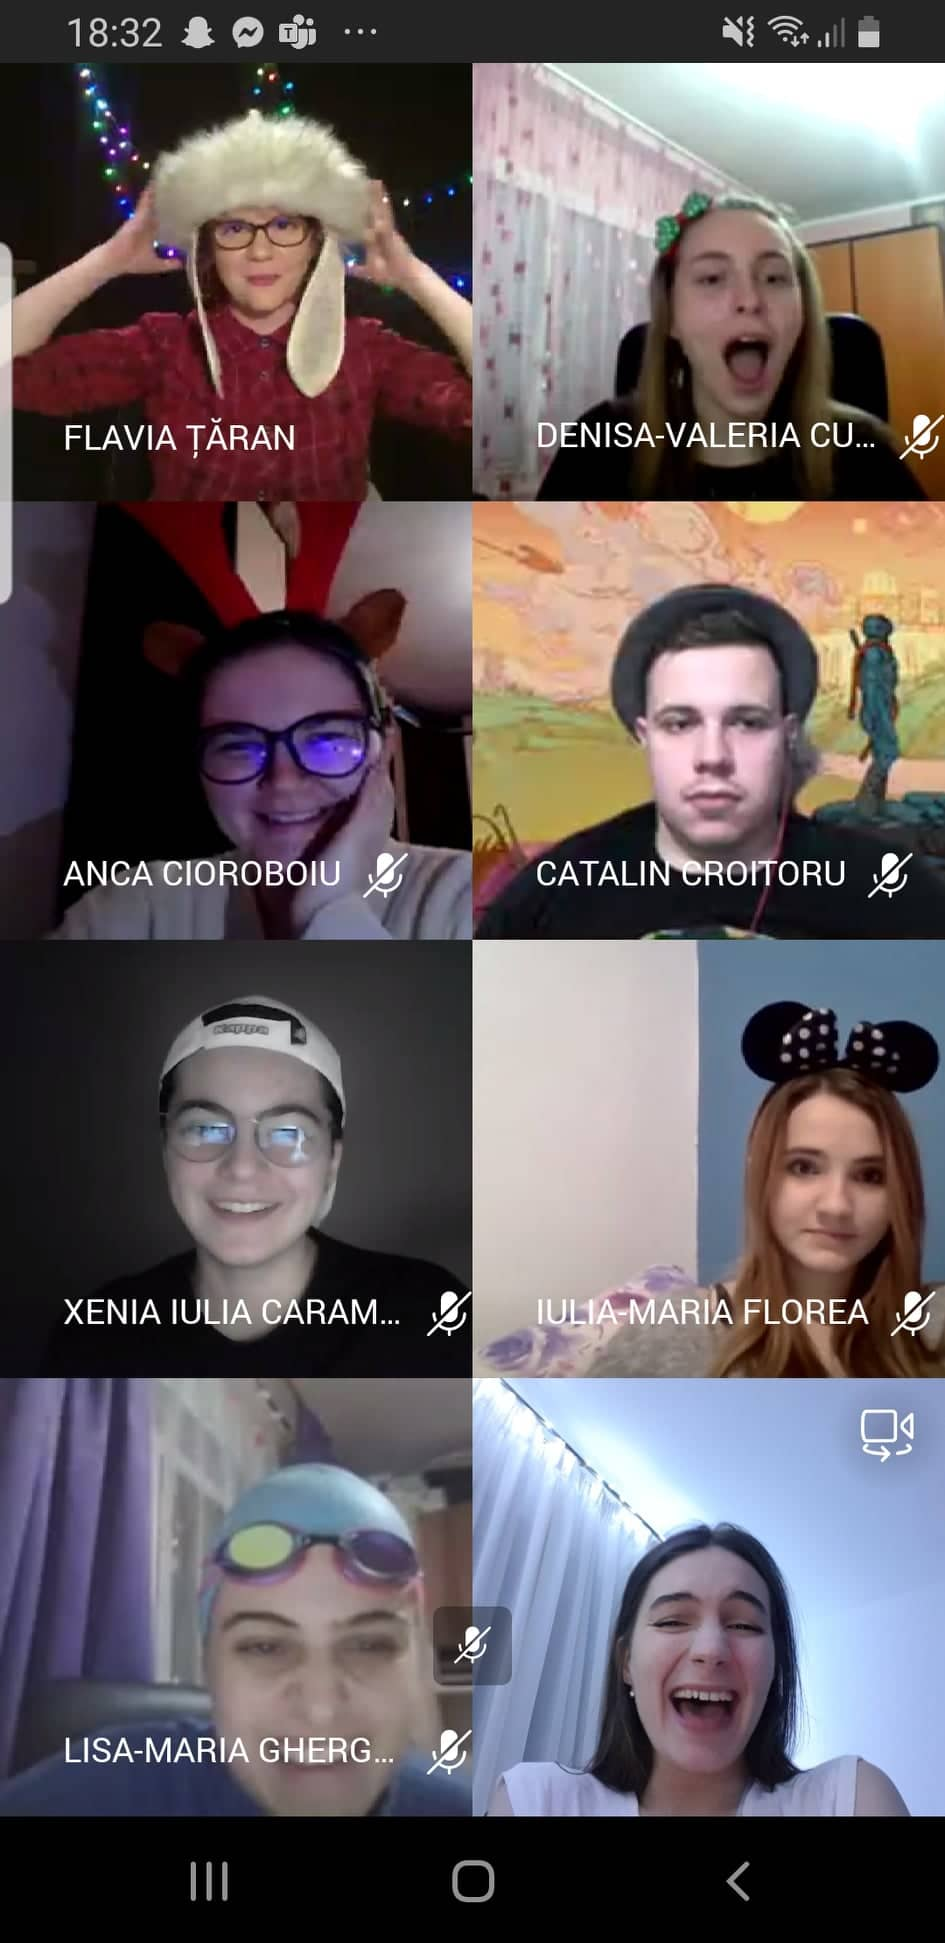 18:32
FLAVIA ȚĂRAN
DENISA-VALERIA CU...
ANCA CIOROBOIU
CATALIN CROITORU
Kappa
XENIA IULIA CARAM...
IULIA-MARIA FLOREA
LISA-MARIA GHERG...